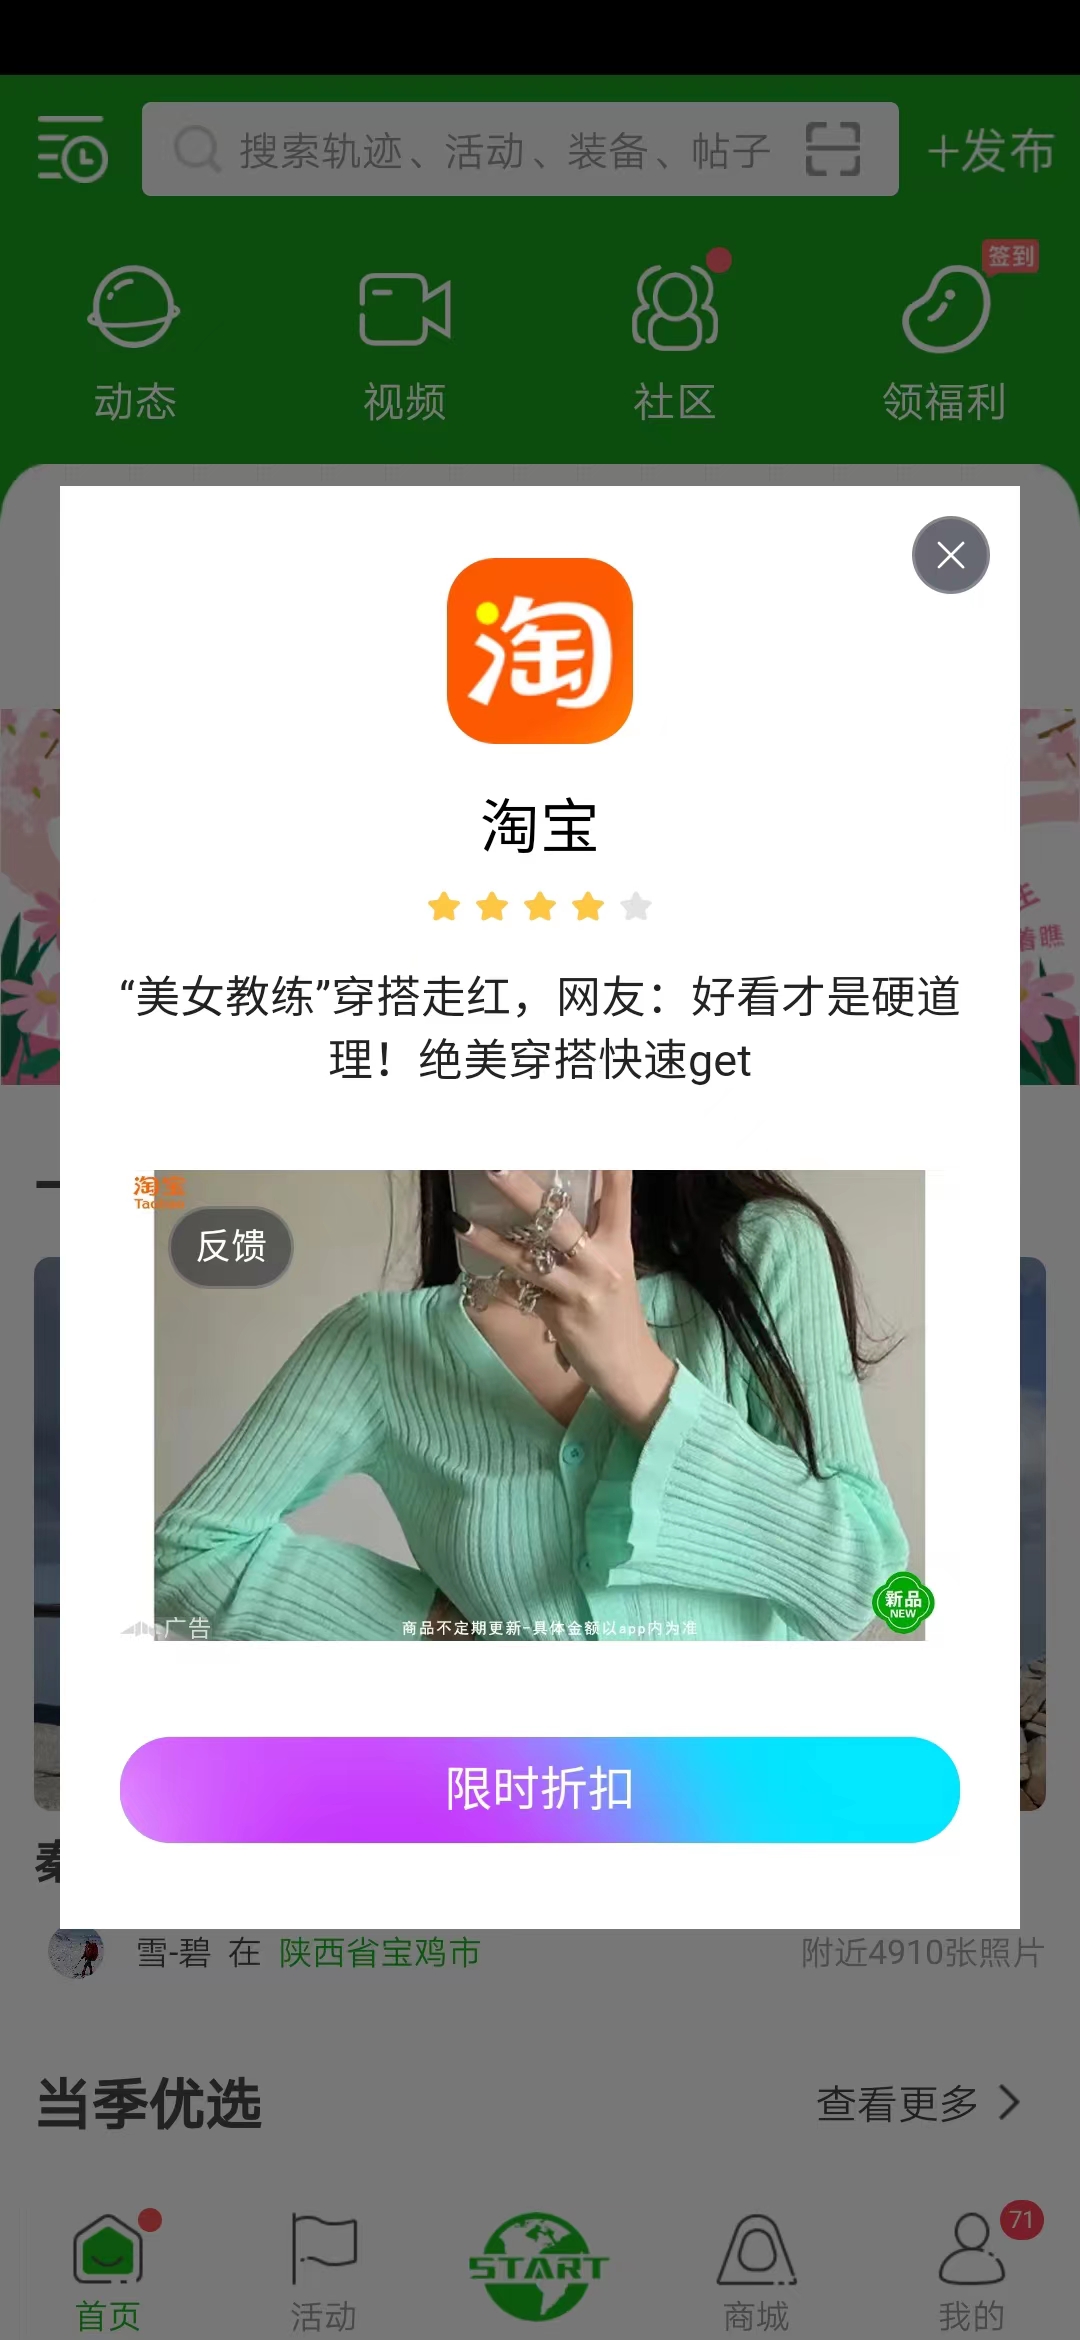 搜索轨迹、活动、装备、帖子
+发布
签到
动态
视频
社区
领福利
淘
淘宝
“美女教练”穿搭走红，网友：好看才是硬道
理！绝美穿搭快速get
淘宝
反馈
新品
NEW
广告
商品不定期更新-具体金额以app内为准
限时折扣
着瞧
雪-碧 在 陕西省宝鸡市
附近4910张照片
当季优选
查看更多
START
71
首页
活动
商城
我的